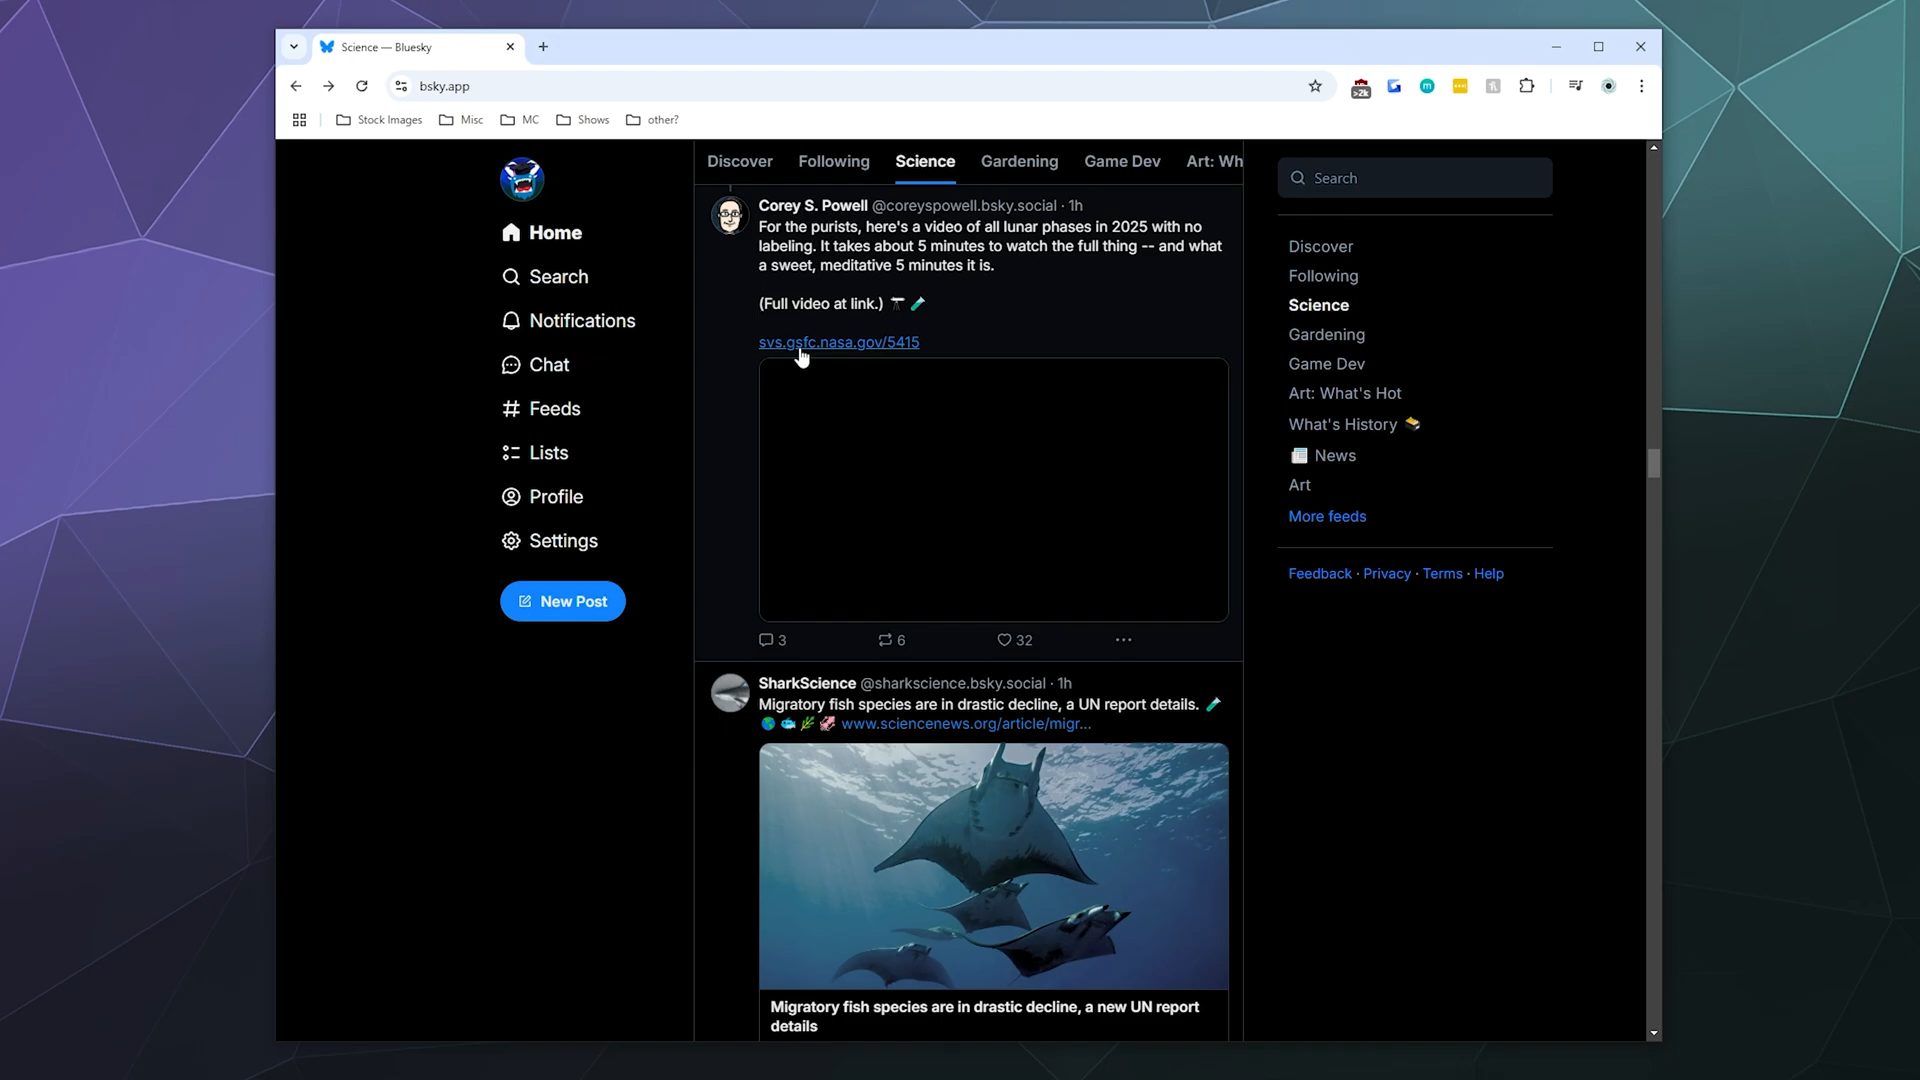 Science — Bluesky
bsky.app
>2k
m
Stock Images
Misc
MC
Shows
other?
Home
Search
Notifications
Chat
Feeds
Lists
Profile
Settings
New Post
Discover
Following
Science
Gardening
Game Dev
Art: Wh
Corey S. Powell @coreyspowell.bsky.social · 1h
For the purists, here's a video of all lunar phases in 2025 with no
labeling. It takes about 5 minutes to watch the full thing -- and what
a sweet, meditative 5 minutes it is.
(Full video at link.) 🔭 🧪
svs.gsfc.nasa.gov/5415
3
6
32
SharkScience @sharkscience.bsky.social · 1h
Migratory fish species are in drastic decline, a UN report details. 🧪
🌎 🐟 🌿 🦑 www.sciencenews.org/article/migr...
Migratory fish species are in drastic decline, a new UN report
details
Search
Discover
Following
Science
Gardening
Game Dev
Art: What's Hot
What's History
News
Art
More feeds
Feedback · Privacy · Terms · Help